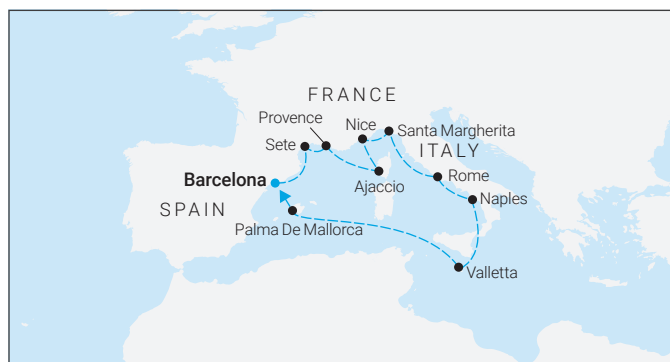 FRANCE
Provence
Nice
Santa Margherita
Sete
ITALY
Barcelona
Ajaccio
Rome
Naples
SPAIN
Palma De Mallorca
Valletta